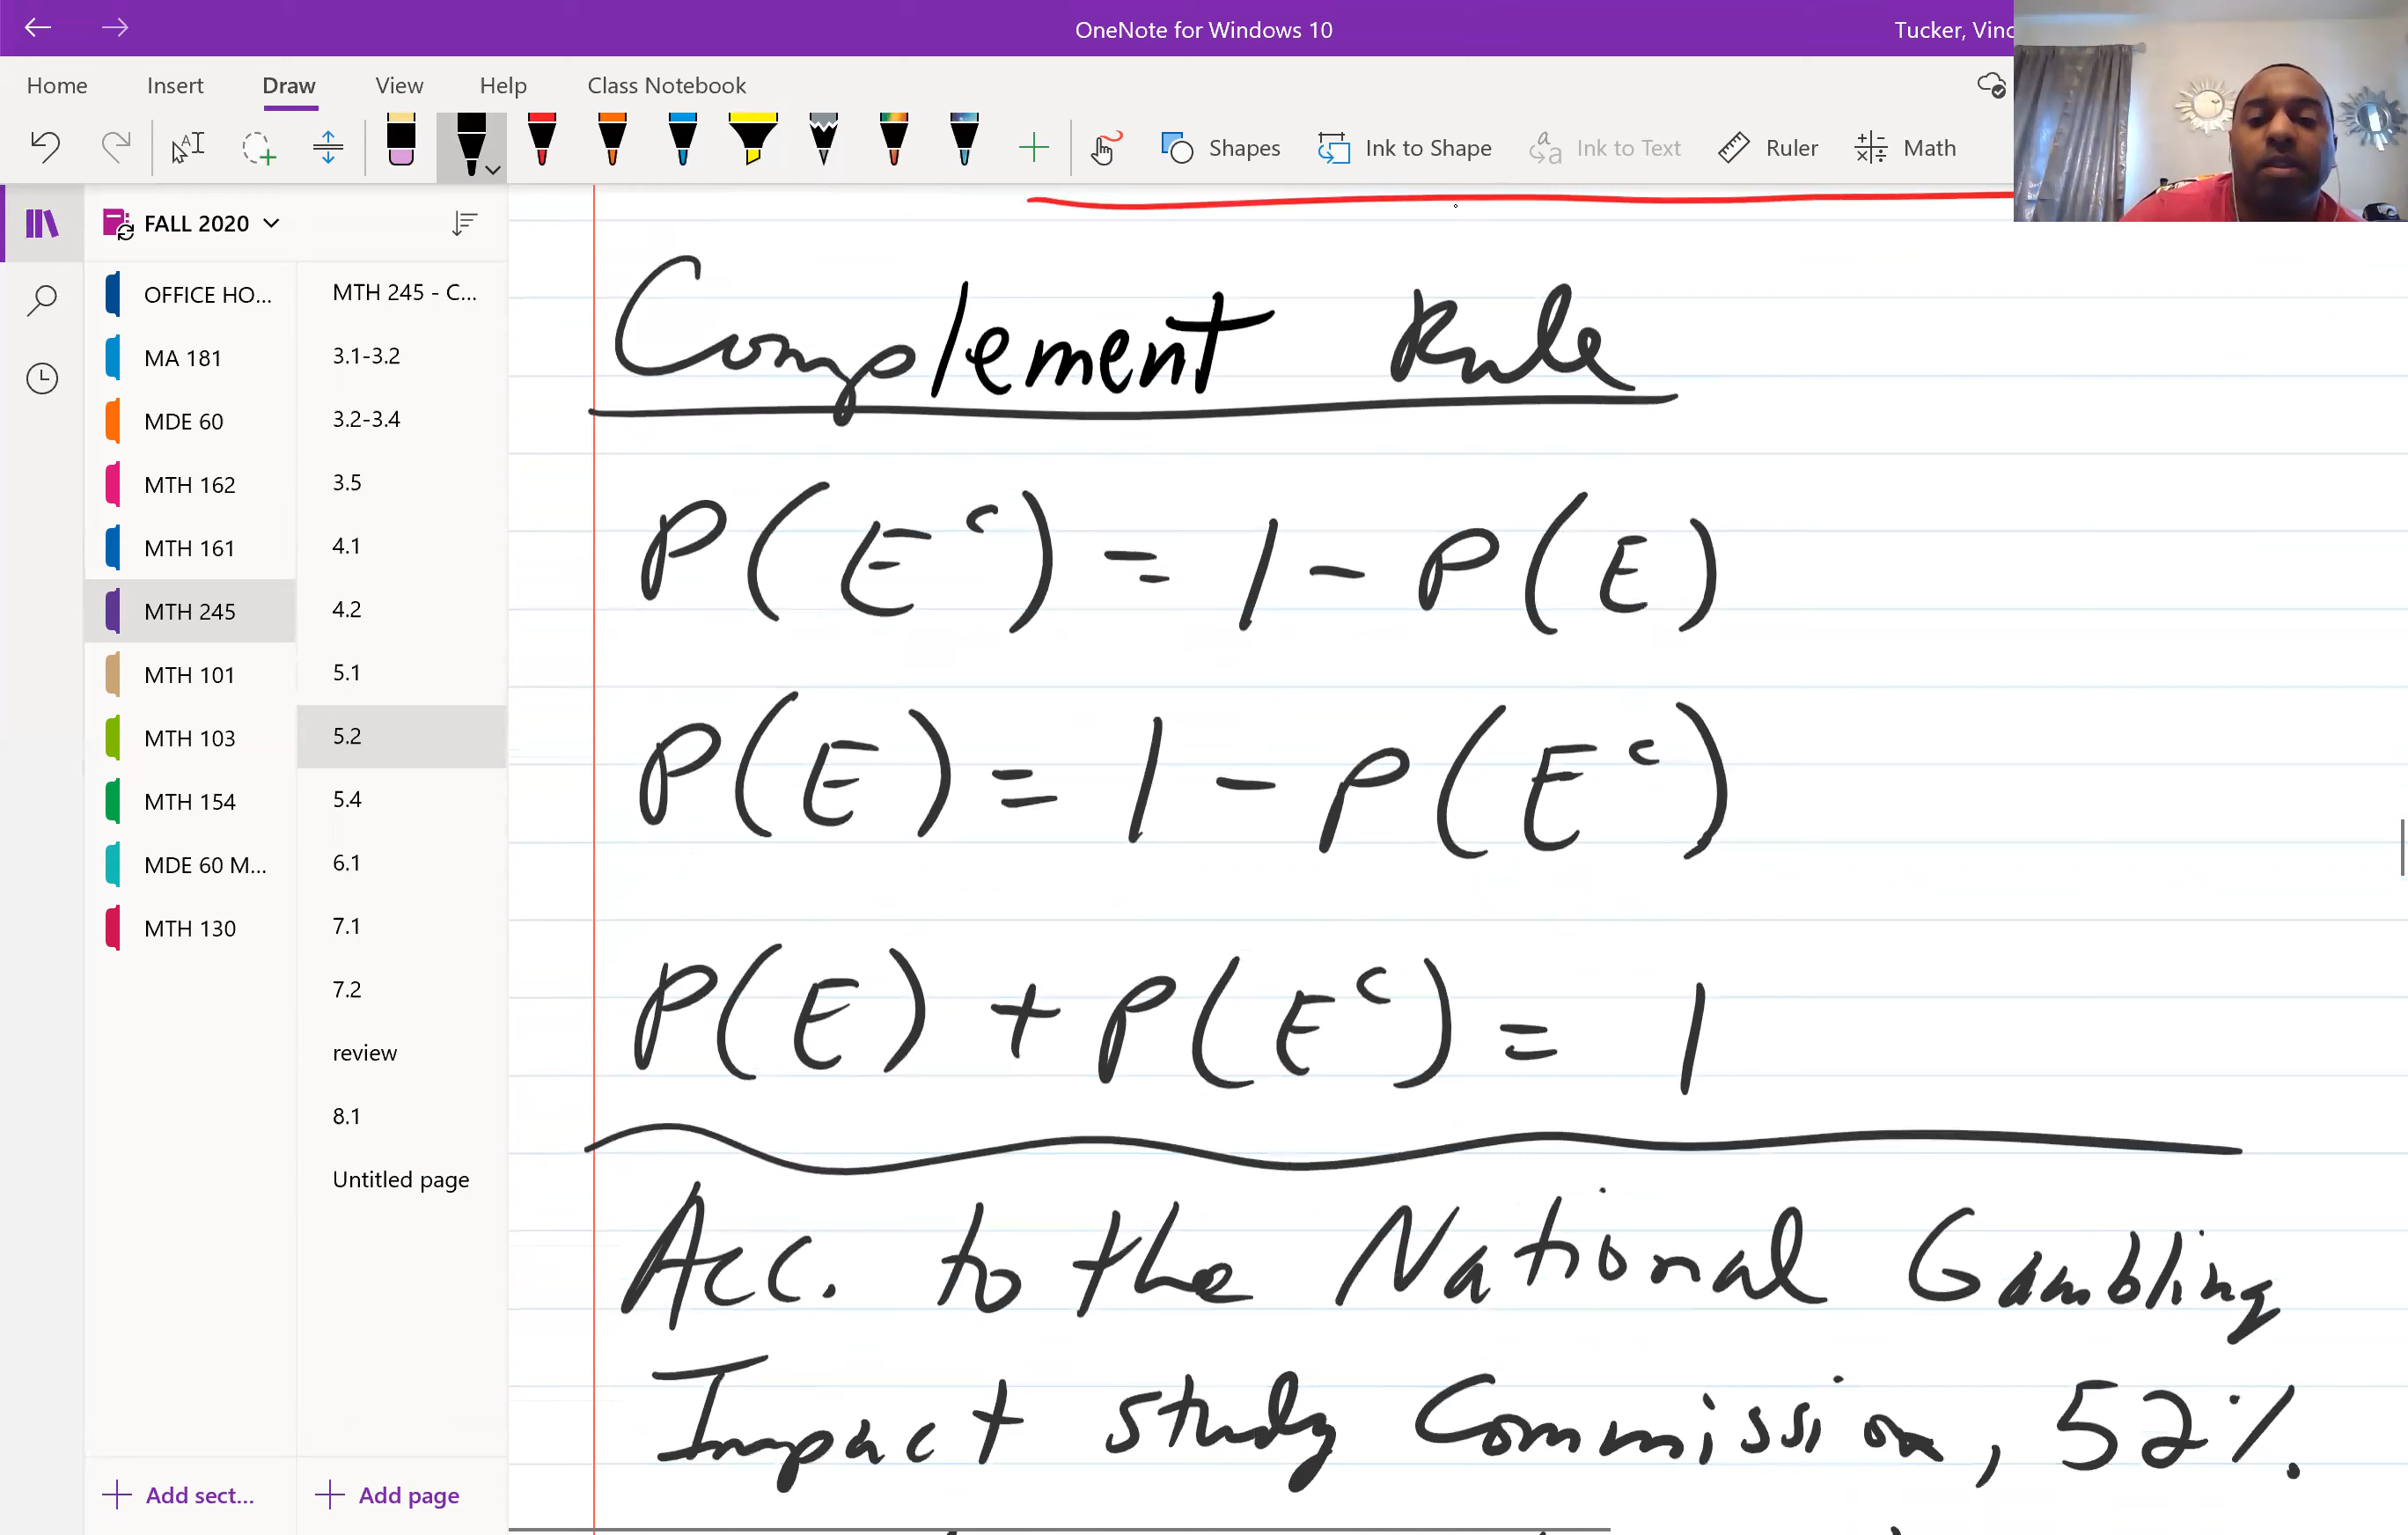 OneNote for Windows 10
Tucker, Vinc
Home Insert Draw View Help Class Notebook
Shapes Ink to Shape Ink to Text Ruler Math
FALL 2020
OFFICE HO...
MA 181
MDE 60
MTH 162
MTH 161
MTH 245
MTH 101
MTH 103
MTH 154
MDE 60 M...
MTH 130
Add sect...
MTH 245 - C...
3.1-3.2
3.2-3.4
3.5
4.1
4.2
5.1
5.2
5.4
6.1
7.1
7.2
review
8.1
Untitled page
Add page
Complement Rule
P(E^c) = 1 - P(E)
P(E) = 1 - P(E^c)
P(E) + P(E^c) = 1
Acc. to the National Gambling
Impact Study Commission, 52%